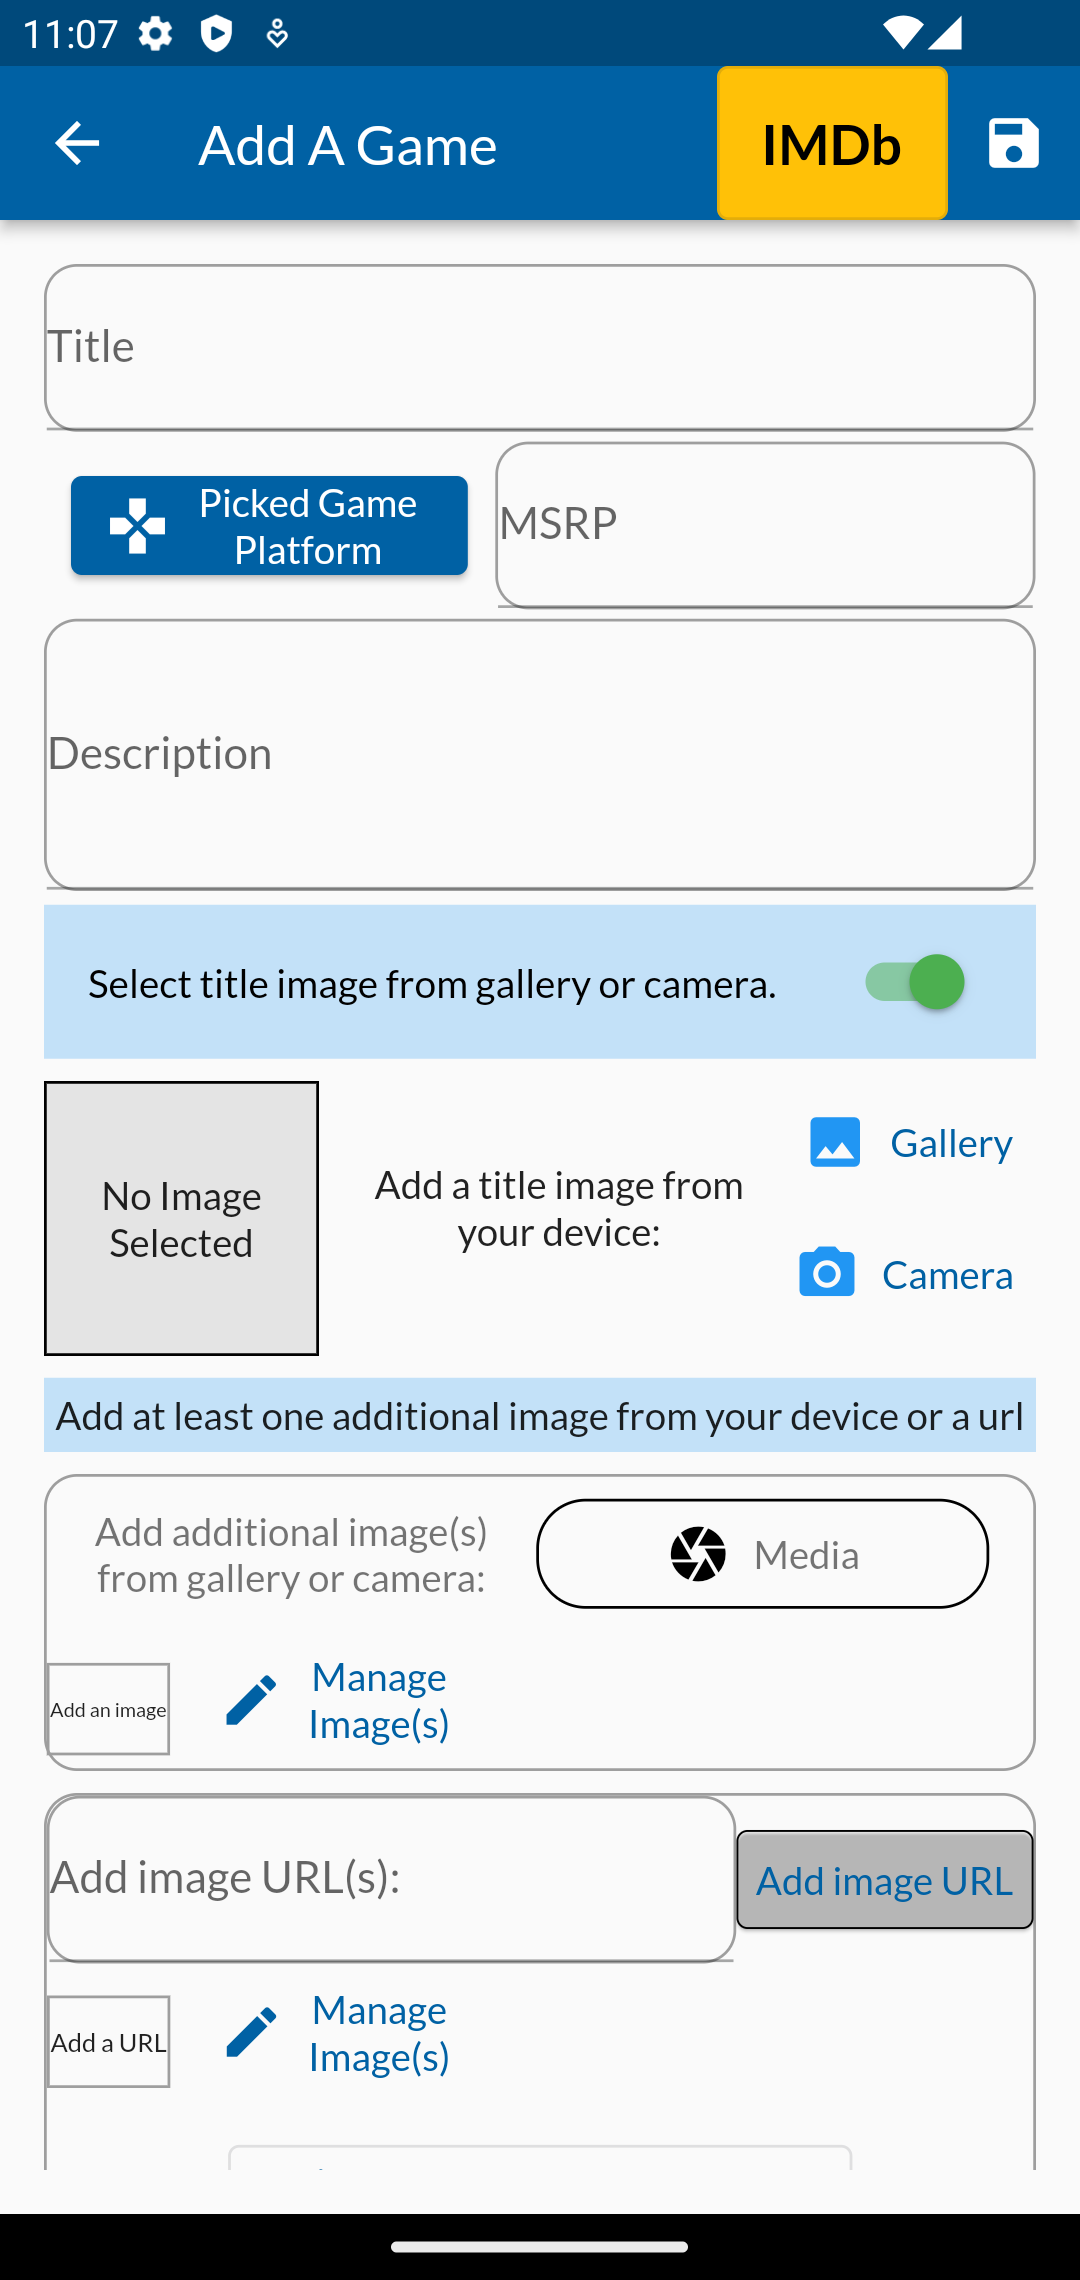 11:07
Add A Game
IMDb
Title
Picked Game
Platform
MSRP
Description
Select title image from gallery or camera.
No Image
Selected
Add a title image from
your device:
Gallery
Camera
Add at least one additional image from your device or a url
Add additional image(s)
from gallery or camera:
Media
Add an image
Manage
Image(s)
Add image URL(s):
Add image URL
Add a URL
Manage
Image(s)